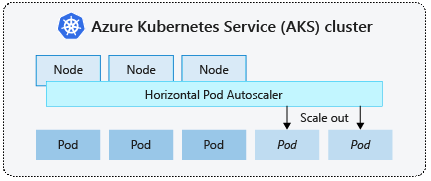 Azure Kubernetes Service (AKS) cluster
Node Node Node
Horizontal Pod Autoscaler
Scale out
Pod Pod Pod Pod Pod